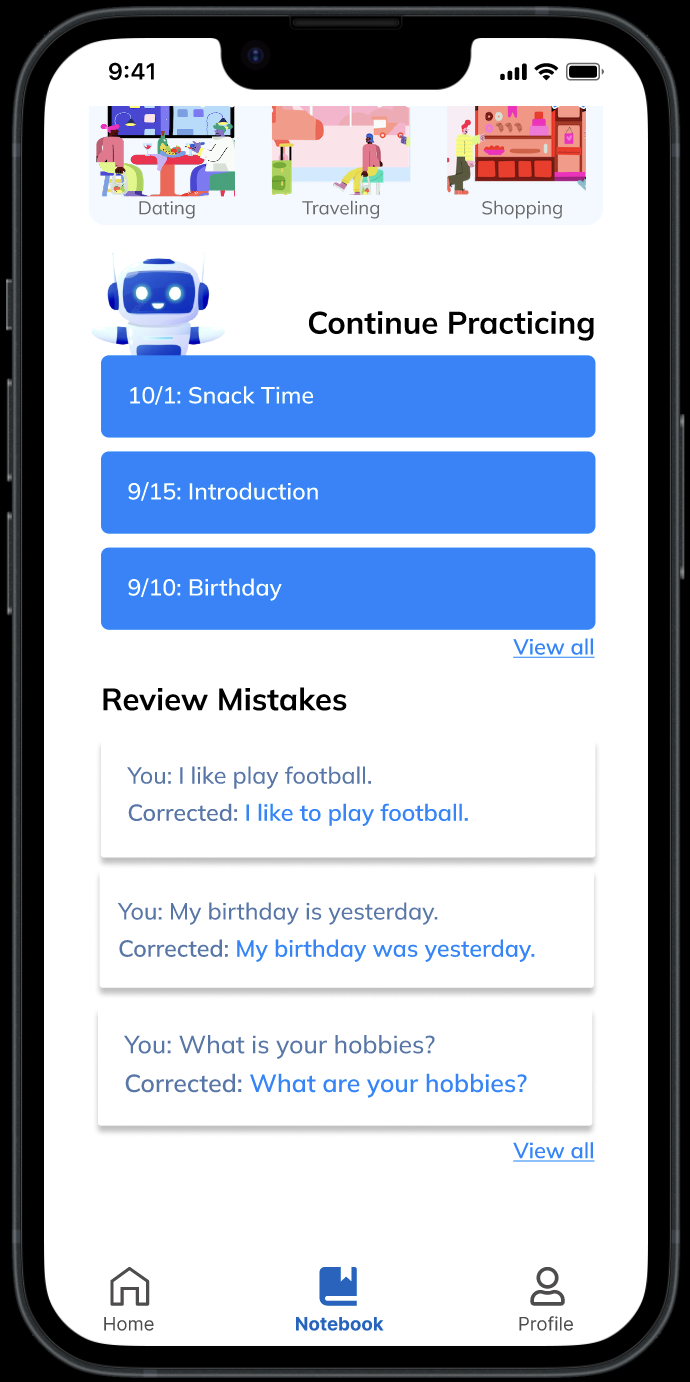 9:41
Dating
Traveling
Shopping
Continue Practicing
10/1: Snack Time
9/15: Introduction
9/10: Birthday
View all
Review Mistakes
You: I like play football.
Corrected: I like to play football.
You: My birthday is yesterday.
Corrected: My birthday was yesterday.
You: What is your hobbies?
Corrected: What are your hobbies?
View all
Home
Notebook
Profile